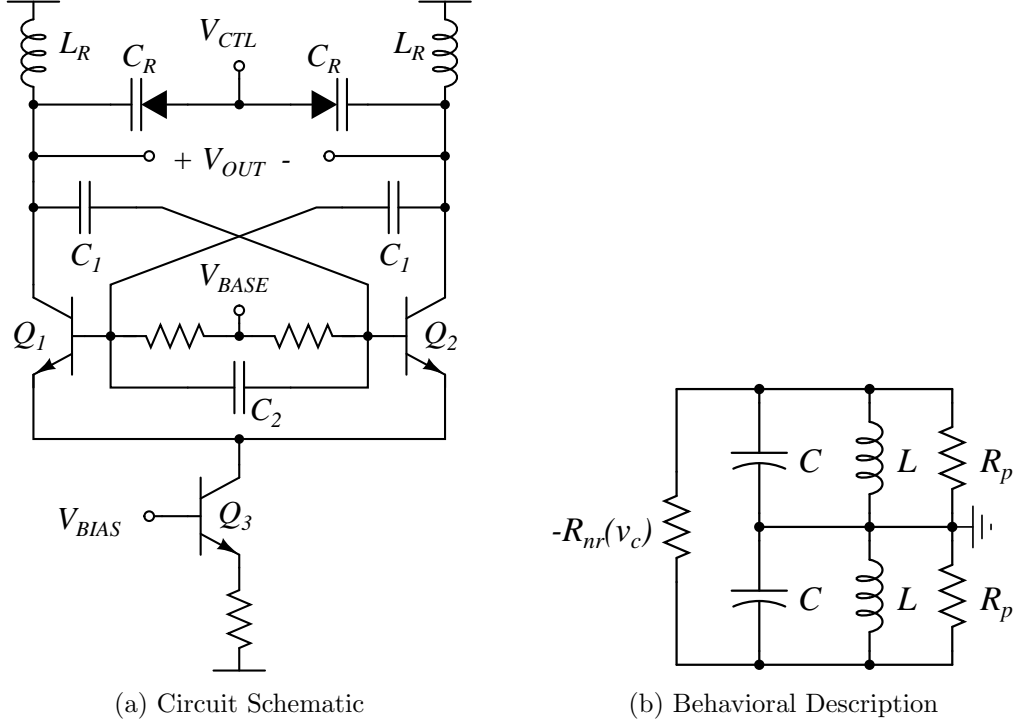 V_CTL
L_R
C_R
C_R
L_R
+ V_OUT -
C_1
C_1
V_BASE
Q_1
Q_2
C_2
V_BIAS
Q_3
(a) Circuit Schematic
C
L
R_p
-R_nr(v_c)
C
L
R_p
(b) Behavioral Description